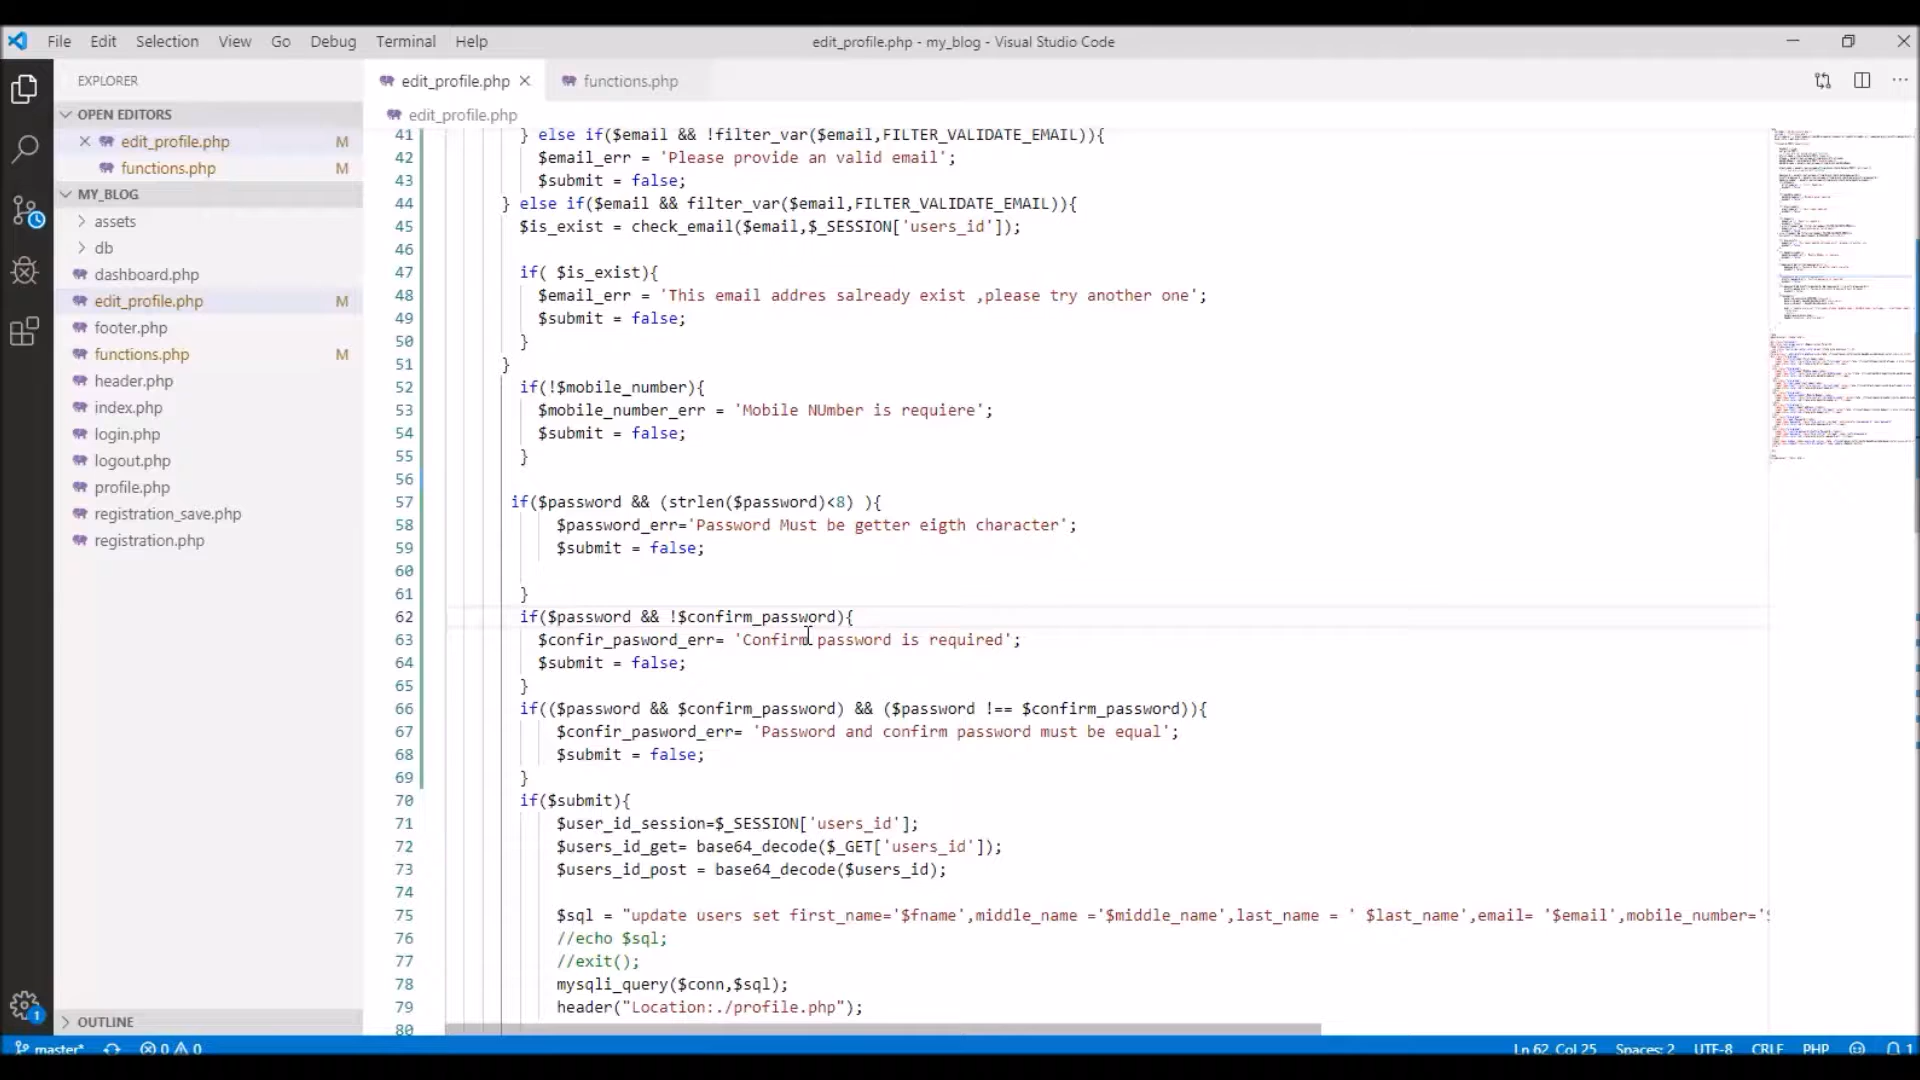 File Edit Selection View Go Debug Terminal Help
edit_profile.php - my_blog - Visual Studio Code
EXPLORER
OPEN EDITORS
edit_profile.php M
functions.php M
MY_BLOG
assets
db
dashboard.php
edit_profile.php M
footer.php
functions.php M
header.php
index.php
login.php
logout.php
profile.php
registration_save.php
registration.php
OUTLINE
edit_profile.php functions.php
edit_profile.php
41 } else if($email && !filter_var($email,FILTER_VALIDATE_EMAIL)){
42 $email_err = 'Please provide an valid email';
43 $submit = false;
44 } else if($email && filter_var($email,FILTER_VALIDATE_EMAIL)){
45 $is_exist = check_email($email,$_SESSION['users_id']);
46
47 if( $is_exist){
48 $email_err = 'This email addres salready exist ,please try another one';
49 $submit = false;
50 }
51 }
52 if(!$mobile_number){
53 $mobile_number_err = 'Mobile NUmber is requiere';
54 $submit = false;
55 }
56
57 if($password && (strlen($password)<8) ){
58 $password_err='Password Must be getter eigth character';
59 $submit = false;
60
61 }
62 if($password && !$confirm_password){
63 $confir_pasword_err= 'Confirm password is required';
64 $submit = false;
65 }
66 if(($password && $confirm_password) && ($password !== $confirm_password)){
67 $confir_pasword_err= 'Password and confirm password must be equal';
68 $submit = false;
69 }
70 if($submit){
71 $user_id_session=$_SESSION['users_id'];
72 $users_id_get= base64_decode($_GET['users_id']);
73 $users_id_post = base64_decode($users_id);
74
75 $sql = "update users set first_name='$fname',middle_name ='$middle_name',last_name = ' $last_name',email= '$email',mobile_number='$
76 //echo $sql;
77 //exit();
78 mysqli_query($conn,$sql);
79 header("Location:./profile.php");
80
master* 0 0 Ln 62, Col 25 Spaces: 2 UTF-8 CRLF PHP 1
1